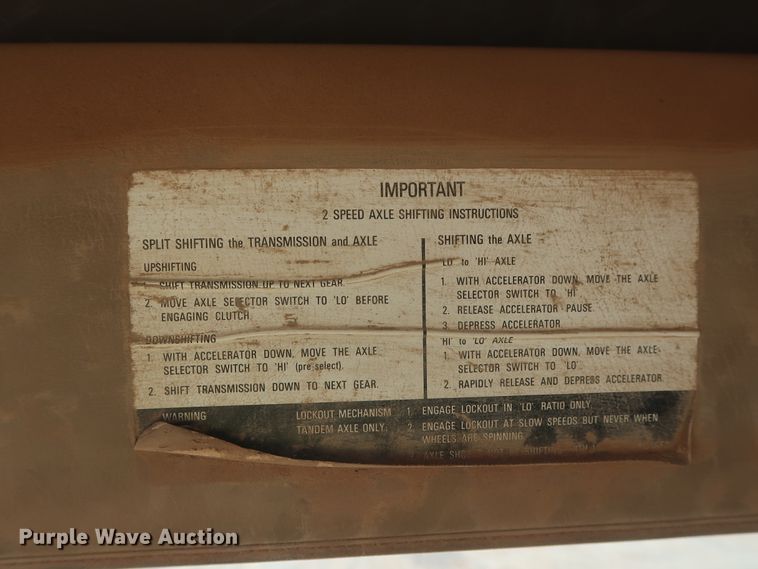 IMPORTANT
2 SPEED AXLE SHIFTING INSTRUCTIONS
SPLIT SHIFTING the TRANSMISSION and AXLE
UPSHIFTING
1. SHIFT TRANSMISSION UP TO NEXT GEAR.
2. MOVE AXLE SELECTOR SWITCH TO 'LO' BEFORE
ENGAGING CLUTCH
DOWNSHIFTING
1. WITH ACCELERATOR DOWN, MOVE THE AXLE
SELECTOR SWITCH TO 'HI' (pre select).
2. SHIFT TRANSMISSION DOWN TO NEXT GEAR.
SHIFTING the AXLE
LO' to 'HI' AXLE
1. WITH ACCELERATOR DOWN, MOVE THE AXLE
SELECTOR SWITCH TO 'HI'
2. RELEASE ACCELERATOR PAUSE.
3 DEPRESS ACCELERATOR
HI' to 'LO' AXLE
1. WITH ACCELERATOR DOWN, MOVE THE AXLE
SELECTOR SWITCH TO 'LO'
2. RAPIDLY RELEASE AND DEPRESS ACCELERATOR
WARNING
LOCKOUT MECHANISM
TANDEM AXLE ONLY.
1. ENGAGE LOCKOUT IN 'LO' RATIO ONLY.
2. ENGAGE LOCKOUT AT SLOW SPEEDS BUT NEVER WHEN
WHEELS ARE SPINNING
AXLE
Purple Wave Auction